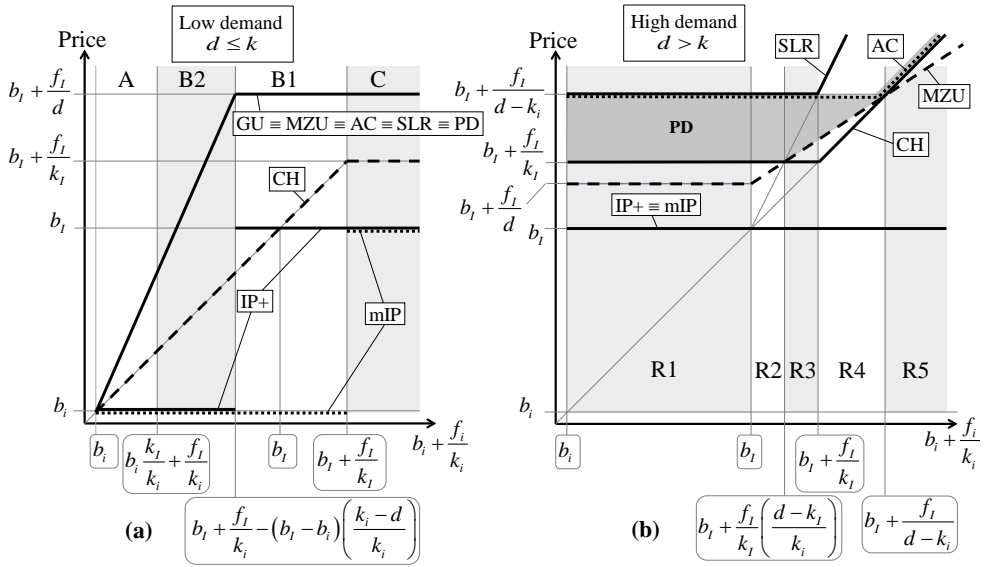 Low demand
d ≤ k
Price
A B2 B1 C
b_I + f_I/d
GU ≡ MZU ≡ AC ≡ SLR ≡ PD
b_I + f_I/k_I
CH
b_I
IP+
mIP
b_i
b_i
b_i k_I/k_i + f_I/k_i
b_I
b_I + f_I/k_I
b_i + f_i/k_i
b_I + f_I/k_i − (b_I − b_i)((k_i − d)/k_i)
(a)
High demand
d > k
Price
SLR
AC
MZU
b_I + f_I/(d − k_i)
PD
b_I + f_I/k_I
CH
b_I + f_I/d
IP+ ≡ mIP
b_I
R1 R2 R3 R4 R5
b_i
b_i
b_I
b_I + f_I/k_I
b_i + f_i/k_i
b_I + f_I/k_I((d − k_I)/k_i)
b_I + f_I/(d − k_i)
(b)